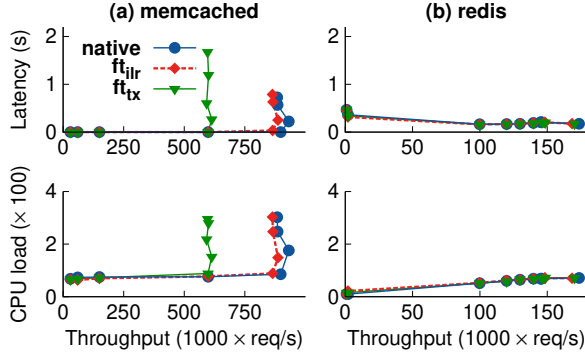 (a) memcached
(b) redis
native
ft_ilr
ft_tx
Latency (s)
2
1
0
0 250 500 750
2
1
0
0 50 100 150
CPU load (× 100)
4
2
0
0 250 500 750
4
2
0
0 50 100 150
Throughput (1000 × req/s)
Throughput (1000 × req/s)